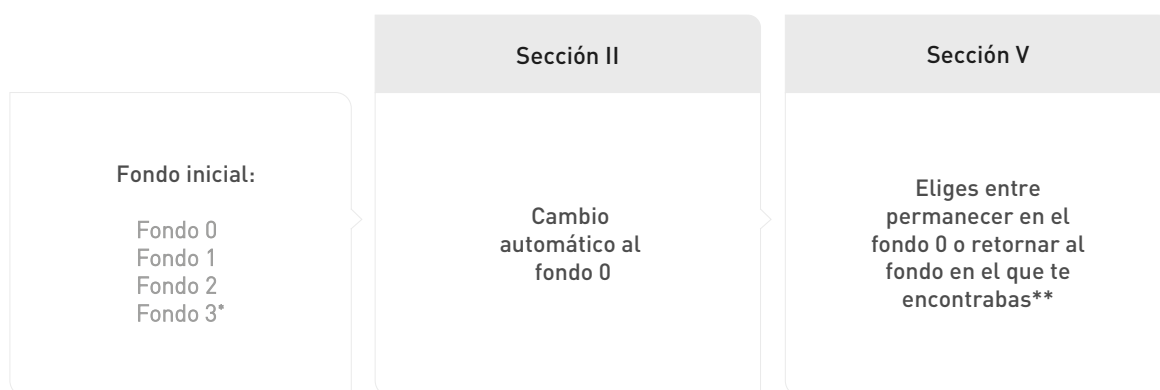 Sección II
Sección V
Fondo inicial:
Fondo 0
Fondo 1
Fondo 2
Fondo 3*
Cambio
automático al
fondo 0
Eliges entre
permanecer en el
fondo 0 o retornar al
fondo en el que te
encontrabas**